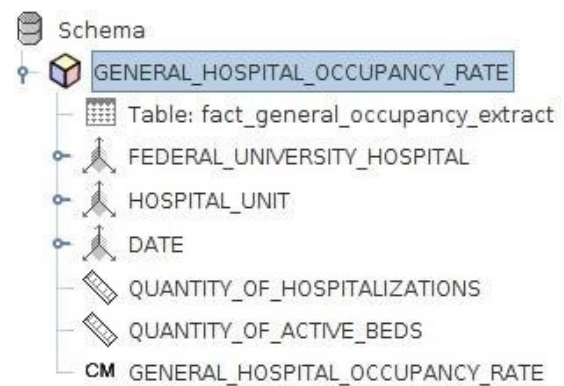 Schema
GENERAL_HOSPITAL_OCCUPANCY_RATE
Table: fact_general_occupancy_extract
FEDERAL_UNIVERSITY_HOSPITAL
HOSPITAL_UNIT
DATE
QUANTITY_OF_HOSPITALIZATIONS
QUANTITY_OF_ACTIVE_BEDS
CM GENERAL_HOSPITAL_OCCUPANCY_RATE